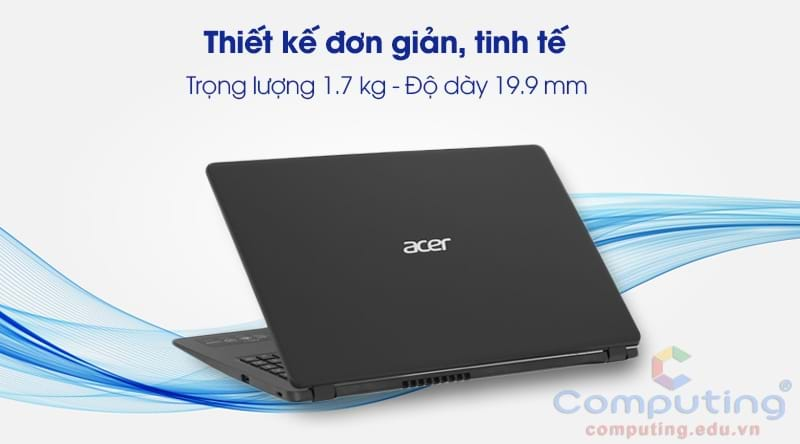 Thiết kế đơn giản, tinh tế
Trọng lượng 1.7 kg - Độ dày 19.9 mm
acer
Computing®
computing.edu.vn